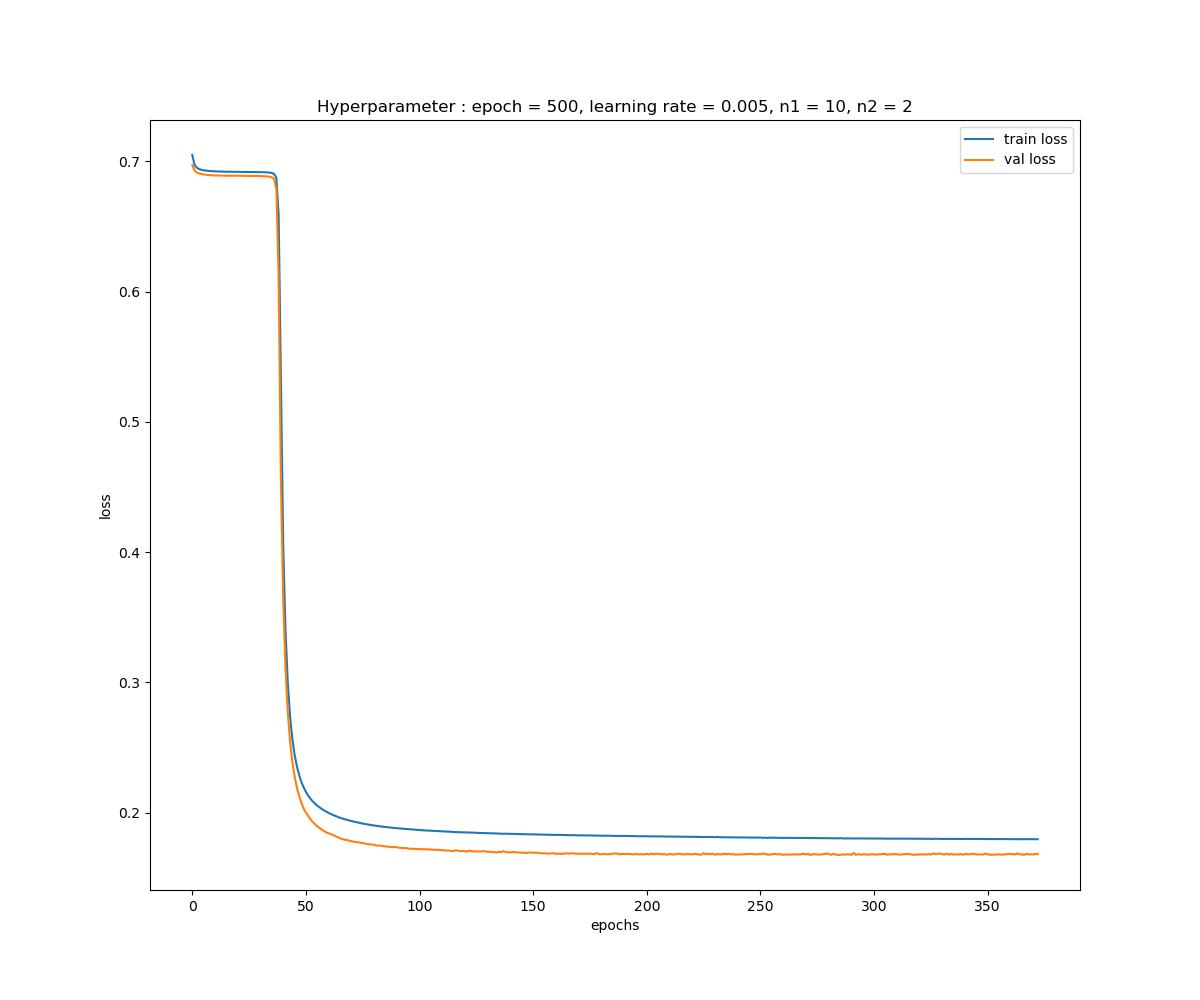 Hyperparameter : epoch = 500, learning rate = 0.005, n1 = 10, n2 = 2
train loss
val loss
0.7
0.6
0.5
0.4
0.3
0.2
loss
0 50 100 150 200 250 300 350
epochs